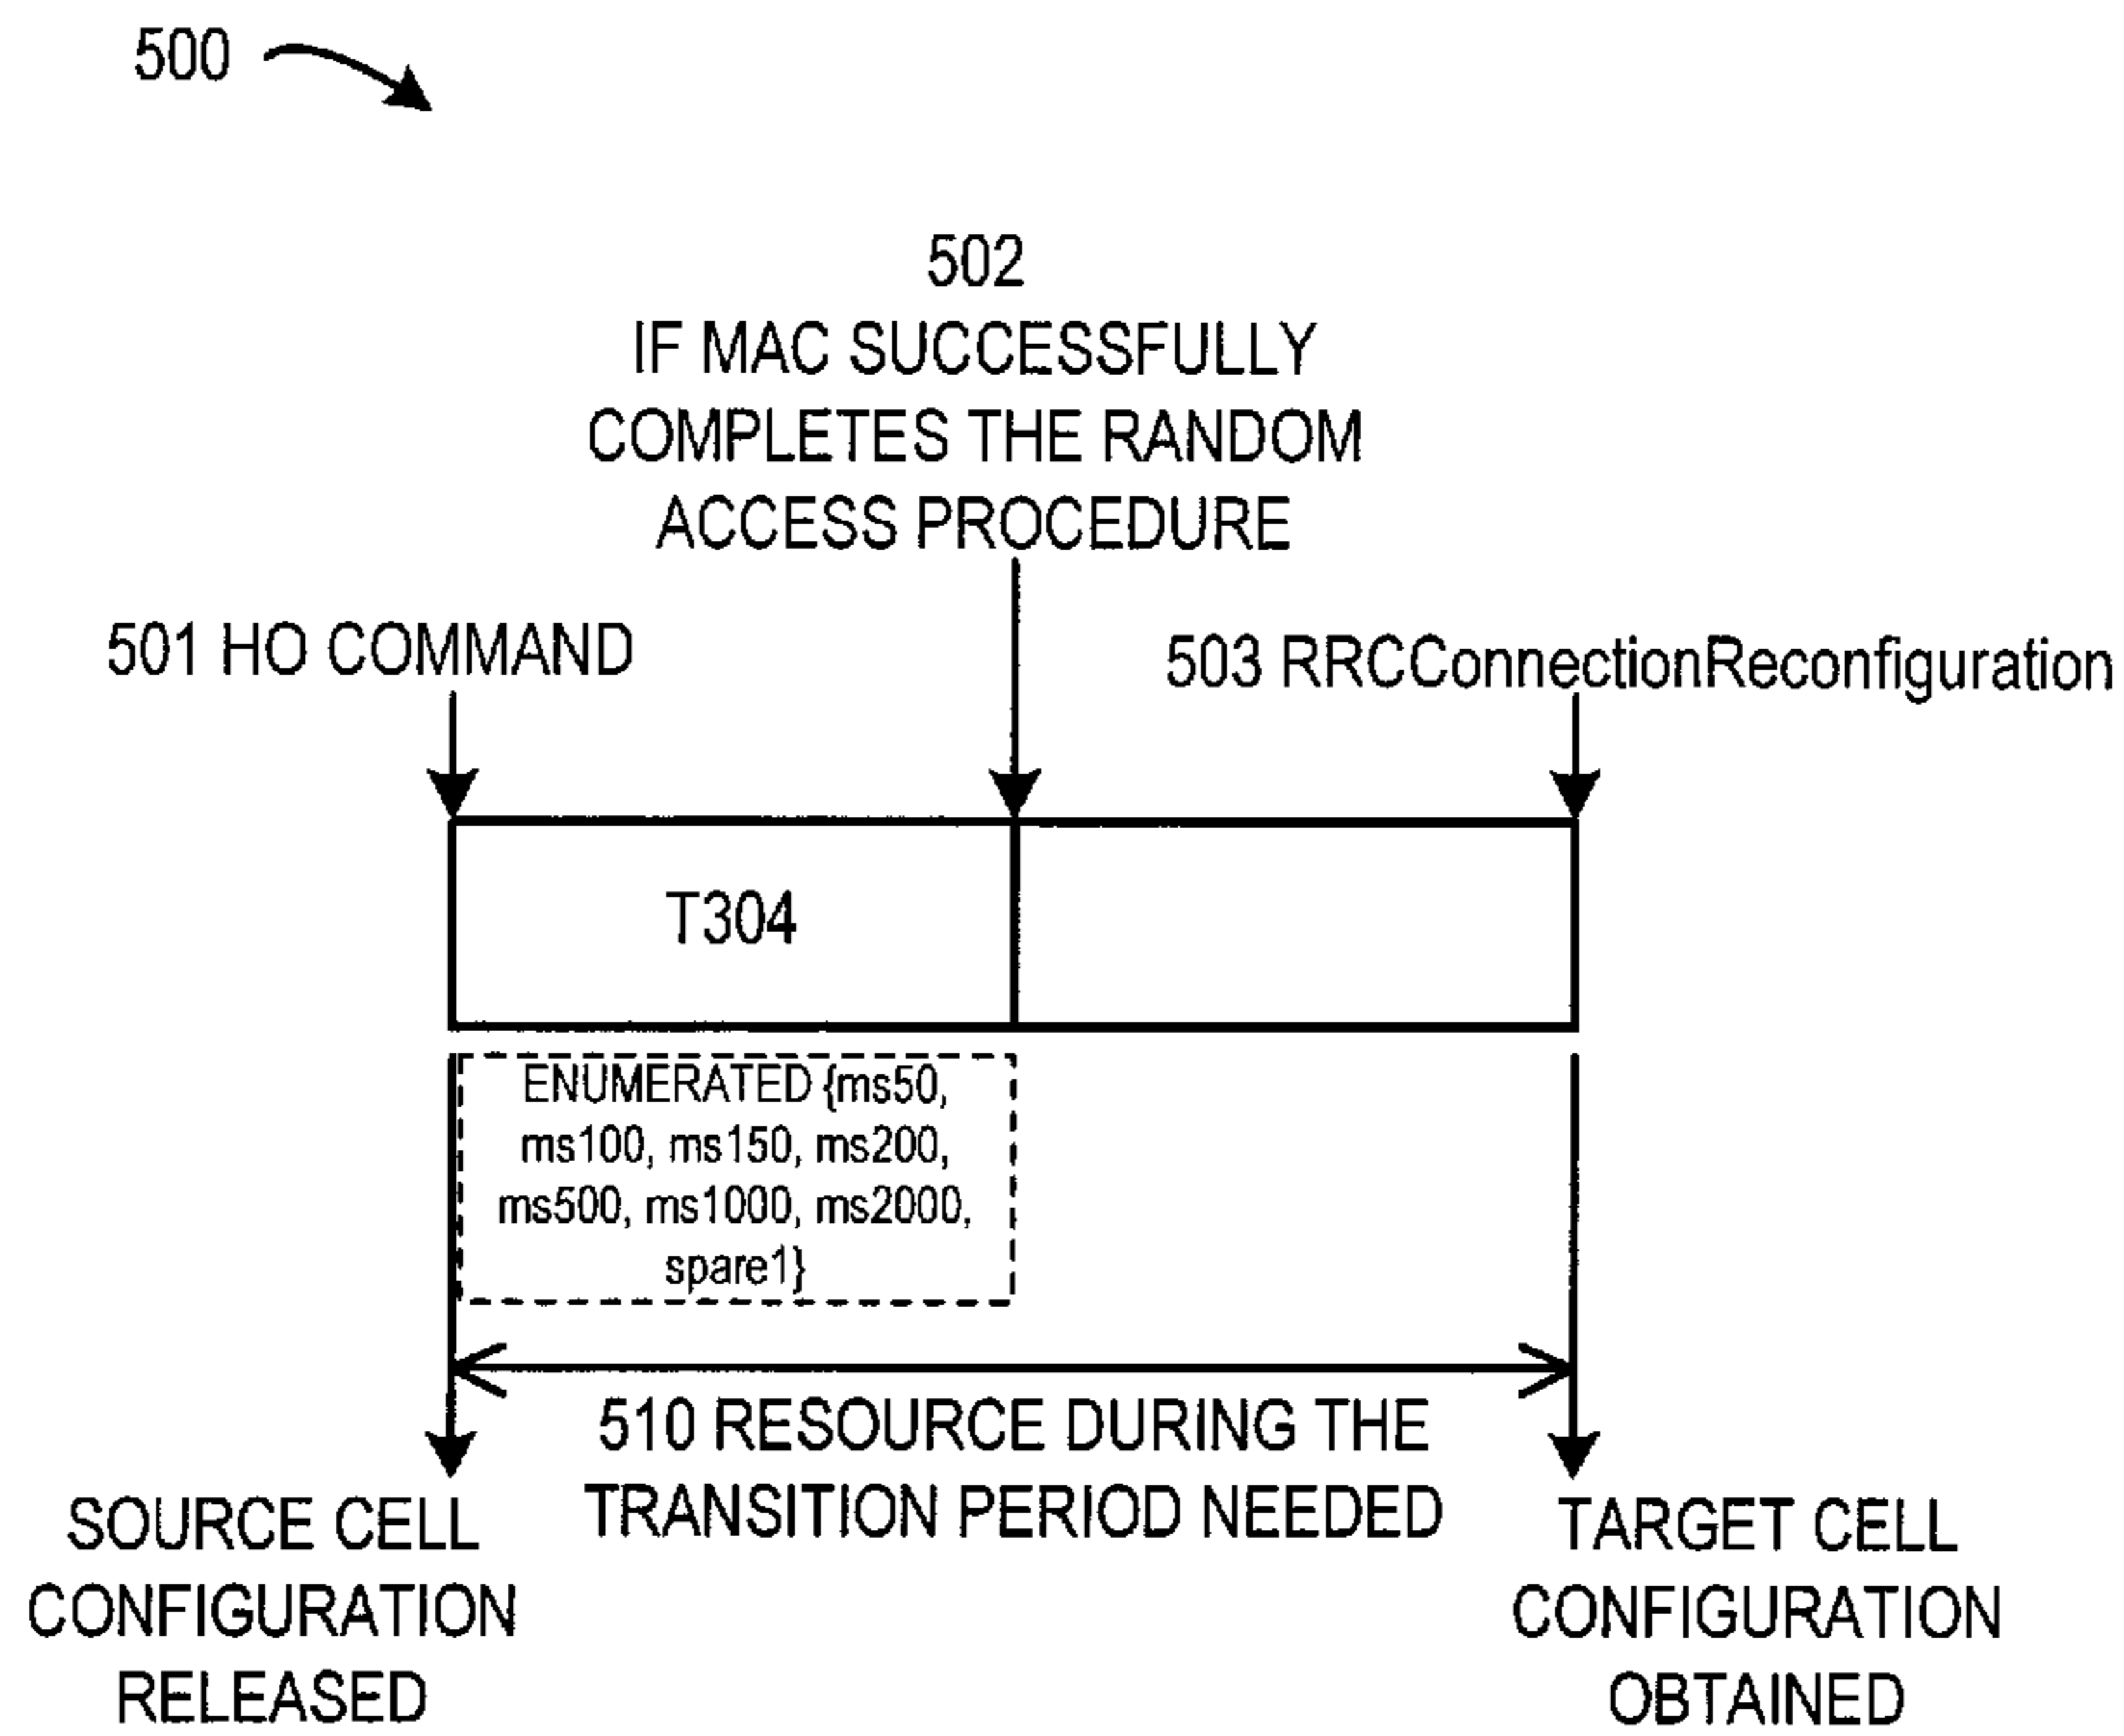 500
502
IF MAC SUCCESSFULLY
COMPLETES THE RANDOM
ACCESS PROCEDURE
501 HO COMMAND
503 RRCConnectionReconfiguration
T304
ENUMERATED {ms50,
ms100, ms150, ms200,
ms500, ms1000, ms2000,
spare1}
510 RESOURCE DURING THE
TRANSITION PERIOD NEEDED
SOURCE CELL
CONFIGURATION
RELEASED
TARGET CELL
CONFIGURATION
OBTAINED